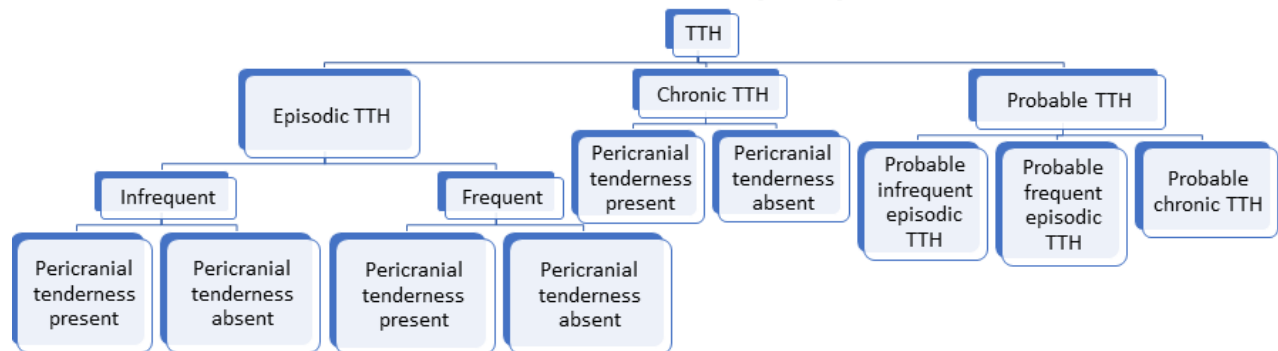 TTH
Episodic TTH
Chronic TTH
Probable TTH
Infrequent
Frequent
Pericranial
tenderness
present
Pericranial
tenderness
absent
Pericranial
tenderness
present
Pericranial
tenderness
absent
Pericranial
tenderness
present
Pericranial
tenderness
absent
Probable
infrequent
episodic
TTH
Probable
frequent
episodic
TTH
Probable
chronic TTH